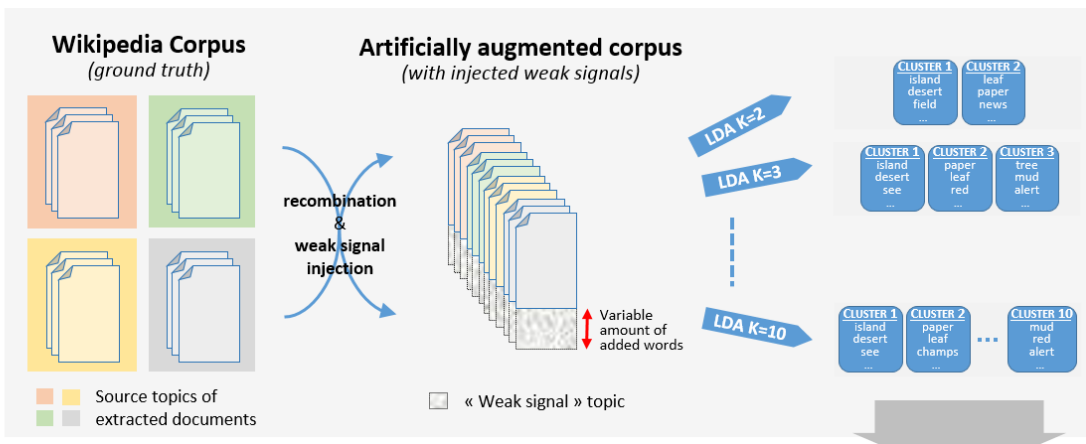 Wikipedia Corpus
(ground truth)
Source topics of
extracted documents
recombination
&
weak signal
injection
Artificially augmented corpus
(with injected weak signals)
Variable
amount of
added words
« Weak signal » topic
LDA K=2
LDA K=3
LDA K=10
CLUSTER 1
island
desert
field
...
CLUSTER 2
leaf
paper
news
...
CLUSTER 1
island
desert
see
...
CLUSTER 2
paper
leaf
red
...
CLUSTER 3
tree
mud
alert
...
CLUSTER 1
island
desert
see
...
CLUSTER 2
paper
leaf
champs
...
...
CLUSTER 10
mud
red
alert
...